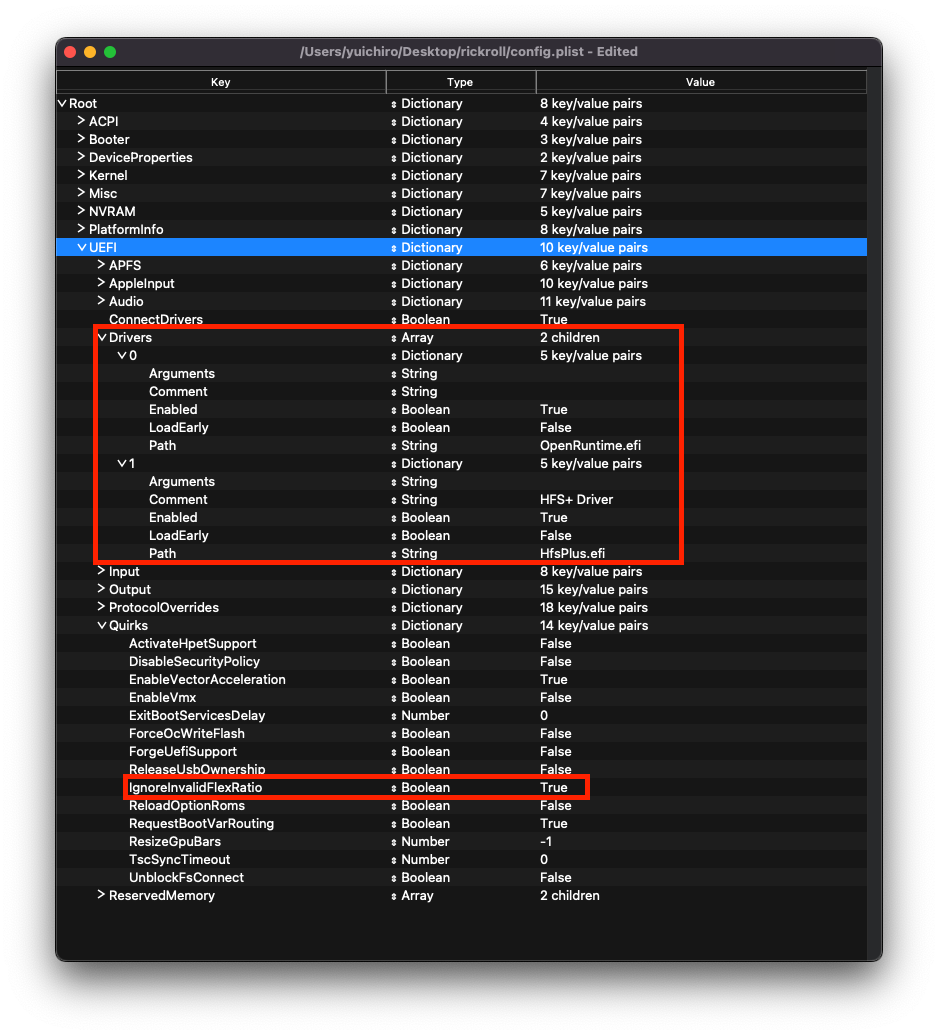 /Users/yuichiro/Desktop/rickroll/config.plist - Edited
Key Type Value
Root Dictionary 8 key/value pairs
ACPI Dictionary 4 key/value pairs
Booter Dictionary 3 key/value pairs
DeviceProperties Dictionary 2 key/value pairs
Kernel Dictionary 7 key/value pairs
Misc Dictionary 7 key/value pairs
NVRAM Dictionary 5 key/value pairs
PlatformInfo Dictionary 8 key/value pairs
UEFI Dictionary 10 key/value pairs
APFS Dictionary 6 key/value pairs
AppleInput Dictionary 10 key/value pairs
Audio Dictionary 11 key/value pairs
ConnectDrivers Boolean True
Drivers Array 2 children
0 Dictionary 5 key/value pairs
Arguments String
Comment String
Enabled Boolean True
LoadEarly Boolean False
Path String OpenRuntime.efi
1 Dictionary 5 key/value pairs
Arguments String
Comment String HFS+ Driver
Enabled Boolean True
LoadEarly Boolean False
Path String HfsPlus.efi
Input Dictionary 8 key/value pairs
Output Dictionary 15 key/value pairs
ProtocolOverrides Dictionary 18 key/value pairs
Quirks Dictionary 14 key/value pairs
ActivateHpetSupport Boolean False
DisableSecurityPolicy Boolean False
EnableVectorAcceleration Boolean True
EnableVmx Boolean False
ExitBootServicesDelay Number 0
ForceOcWriteFlash Boolean False
ForgeUefiSupport Boolean False
ReleaseUsbOwnership Boolean False
IgnoreInvalidFlexRatio Boolean True
ReloadOptionRoms Boolean False
RequestBootVarRouting Boolean True
ResizeGpuBars Number -1
TscSyncTimeout Number 0
UnblockFsConnect Boolean False
ReservedMemory Array 2 children